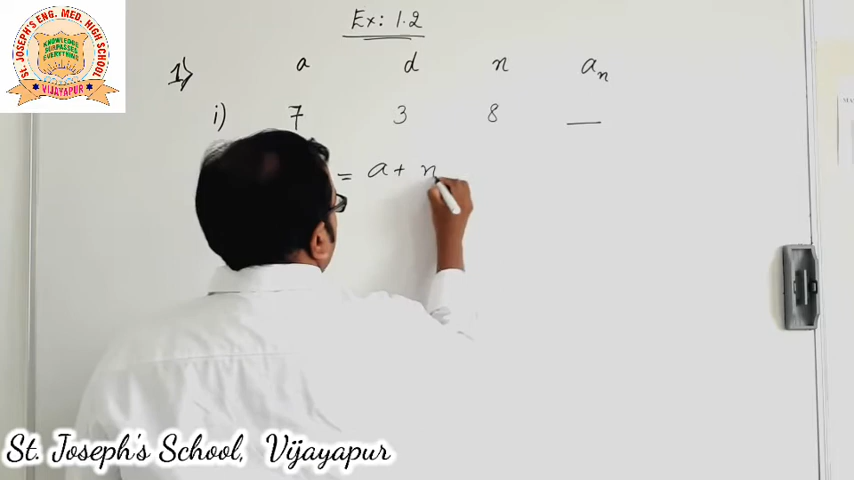 ST. JOSEPH'S ENG. MED. HIGH SCHOOL
KNOWLEDGE
SURPASSES
EVERYTHING
VIJAYAPUR
Ex: 1.2
1) a d n an
i) 7 3 8 __
= a + n
St. Joseph's School, Vijayapur